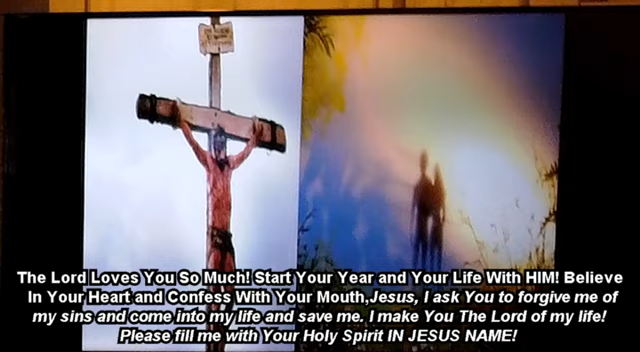 The Lord Loves You So Much! Start Your Year and Your Life With HIM! Believe
In Your Heart and Confess With Your Mouth,Jesus, I ask You to forgive me of
my sins and come into my life and save me. I make You The Lord of my life!
Please fill me with Your Holy Spirit IN JESUS NAME!